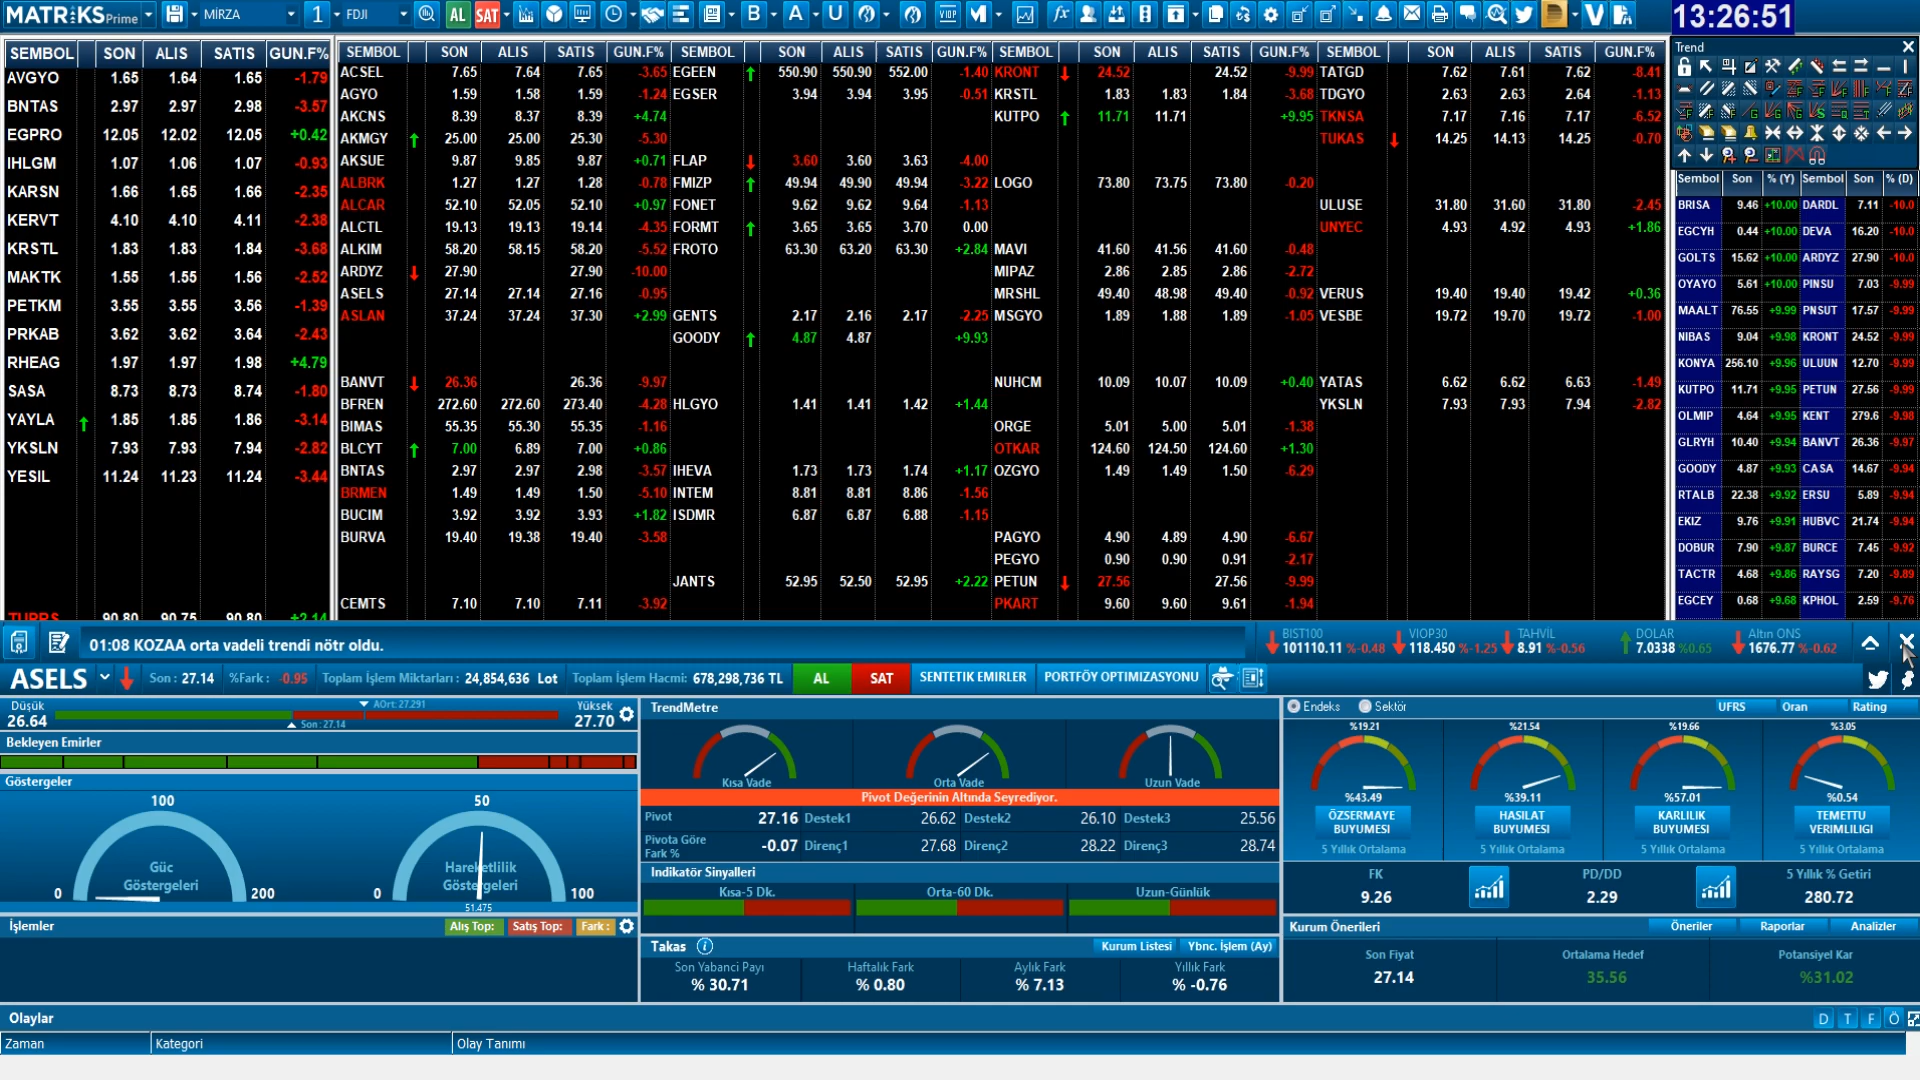 MATRİKS Prime MİRZA 1 FDJI AL SAT B A U VIOP M fx V 13:26:51
SEMBOL SON ALIS SATIS GUN.F%
AVGYO 1.65 1.64 1.65 -1.79
BNTAS 2.97 2.97 2.98 -3.57
EGPRO 12.05 12.02 12.05 +0.42
IHLGM 1.07 1.06 1.07 -0.93
KARSN 1.66 1.65 1.66 -2.35
KERVT 4.10 4.10 4.11 -2.38
KRSTL 1.83 1.83 1.84 -3.68
MAKTK 1.55 1.55 1.56 -2.52
PETKM 3.55 3.55 3.56 -1.39
PRKAB 3.62 3.62 3.64 -2.43
RHEAG 1.97 1.97 1.98 +4.79
SASA 8.73 8.73 8.74 -1.80
YAYLA 1.85 1.85 1.86 -3.14
YKSLN 7.93 7.93 7.94 -2.82
YESIL 11.24 11.23 11.24 -3.44
TUPRS 90.80 90.75 90.80 +2.14
SEMBOL SON ALIS SATIS GUN.F%
ACSEL 7.65 7.64 7.65 -3.65
AGYO 1.59 1.58 1.59 -1.24
AKCNS 8.39 8.37 8.39 +4.74
AKMGY 25.00 25.00 25.30 -5.30
AKSUE 9.87 9.85 9.87 +0.71
ALBRK 1.27 1.27 1.28 -0.78
ALCAR 52.10 52.05 52.10 +0.97
ALCTL 19.13 19.13 19.14 -4.35
ALKIM 58.20 58.15 58.20 -5.52
ARDYZ 27.90 27.90 -10.00
ASELS 27.14 27.14 27.16 -0.95
ASLAN 37.24 37.24 37.30 +2.99
BANVT 26.36 26.36 -9.97
BFREN 272.60 272.60 273.40 -4.28
BIMAS 55.35 55.30 55.35 -1.16
BLCYT 7.00 6.89 7.00 +0.86
BNTAS 2.97 2.97 2.98 -3.57
BRMEN 1.49 1.49 1.50 -5.10
BUCIM 3.92 3.92 3.93 +1.82
BURVA 19.40 19.38 19.40 -3.58
CEMTS 7.10 7.10 7.11 -3.92
SEMBOL SON ALIS SATIS GUN.F%
EGEEN 550.90 550.90 552.00 -1.40
EGSER 3.94 3.94 3.95 -0.51
FLAP 3.60 3.60 3.63 -4.00
FMIZP 49.94 49.90 49.94 -3.22
FONET 9.62 9.62 9.64 -1.13
FORMT 3.65 3.65 3.70 0.00
FROTO 63.30 63.20 63.30 +2.84
GENTS 2.17 2.16 2.17 -2.25
GOODY 4.87 4.87 +9.93
HLGYO 1.41 1.41 1.42 +1.44
IHEVA 1.73 1.73 1.74 +1.17
INTEM 8.81 8.81 8.86 -1.56
ISDMR 6.87 6.87 6.88 -1.15
JANTS 52.95 52.50 52.95 +2.22
SEMBOL SON ALIS SATIS GUN.F%
KRONT 24.52 24.52 -9.99
KRSTL 1.83 1.83 1.84 -3.68
KUTPO 11.71 11.71 +9.95
LOGO 73.80 73.75 73.80 -0.20
MAVI 41.60 41.56 41.60 -0.48
MIPAZ 2.86 2.85 2.86 -2.72
MRSHL 49.40 48.98 49.40 -0.92
MSGYO 1.89 1.88 1.89 -1.05
NUHCM 10.09 10.07 10.09 +0.40
ORGE 5.01 5.00 5.01 -1.38
OTKAR 124.60 124.50 124.60 +1.30
OZGYO 1.49 1.49 1.50 -6.29
PAGYO 4.90 4.89 4.90 -6.67
PEGYO 0.90 0.90 0.91 -2.17
PETUN 27.56 27.56 -9.99
PKART 9.60 9.60 9.61 -1.94
SEMBOL SON ALIS SATIS GUN.F%
TATGD 7.62 7.61 7.62 -8.41
TDGYO 2.63 2.63 2.64 -1.13
TKNSA 7.17 7.16 7.17 -6.52
TUKAS 14.25 14.13 14.25 -0.70
ULUSE 31.80 31.60 31.80 -2.45
UNYEC 4.93 4.92 4.93 +1.86
VERUS 19.40 19.40 19.42 +0.36
VESBE 19.72 19.70 19.72 -1.00
YATAS 6.62 6.62 6.63 -1.49
YKSLN 7.93 7.93 7.94 -2.82
Trend
Sembol Son % (Y) Sembol Son % (D)
BRISA 9.46 +10.00 DARDL 7.11 -10.0
EGCYH 0.44 +10.00 DEVA 16.20 -10.0
GOLTS 15.62 +10.00 ARDYZ 27.90 -10.0
OYAYO 5.61 +10.00 PINSU 7.03 -9.99
MAALT 76.55 +9.99 PNSUT 17.57 -9.99
NIBAS 9.04 +9.98 KRONT 24.52 -9.99
KONYA 256.10 +9.96 ULUUN 12.70 -9.99
KUTPO 11.71 +9.95 PETUN 27.56 -9.99
OLMIP 4.64 +9.95 KENT 279.6 -9.98
GLRYH 10.40 +9.94 BANVT 26.36 -9.97
GOODY 4.87 +9.93 CASA 14.67 -9.94
RTALB 22.38 +9.92 ERSU 5.89 -9.94
EKIZ 9.76 +9.91 HUBVC 21.74 -9.94
DOBUR 7.90 +9.87 BURCE 7.45 -9.92
TACTR 4.68 +9.86 RAYSG 7.20 -9.89
EGCEY 0.68 +9.68 KPHOL 2.59 -9.76
01:08 KOZAA orta vadeli trendi nötr oldu.
BIST100 VIOP30 TAHVİL DOLAR Altın ONS
101110.11 %-0.48 118.450 %-1.25 8.91 %-0.56 7.0338 %0.65 1676.77 %-0.62
ASELS Son : 27.14 %Fark : -0.95 Toplam İşlem Miktarları : 24,854,636 Lot Toplam İşlem Hacmi: 678,298,736 TL AL SAT SENTETIK EMIRLER PORTFÖY OPTIMIZASYONU
Düşük AOrt: 27.291 Yüksek
26.64 Son : 27.14 27.70
Bekleyen Emirler
Göstergeler
100 50
Güç Göstergeleri Hareketlilik Göstergeleri
0 200 0 100
51.475
İşlemler Alış Top: Satış Top: Fark :
TrendMetre
Kısa Vade Orta Vade Uzun Vade
Pivot Değerinin Altında Seyrediyor.
Pivot 27.16 Destek1 26.62 Destek2 26.10 Destek3 25.56
Pivota Göre Fark % -0.07 Direnç1 27.68 Direnç2 28.22 Direnç3 28.74
Indikatör Sinyalleri
Kısa-5 Dk. Orta-60 Dk. Uzun-Günlük
Takas i Kurum Listesi Ybnc. İşlem (Ay)
Son Yabanci Payı Haftalık Fark Aylık Fark Yıllık Fark
% 30.71 % 0.80 % 7.13 % -0.76
Endeks Sektör UFRS Oran Rating
%19.21 %21.54 %19.66 %3.05
%43.49 %39.11 %57.01 %0.54
ÖZSERMAYE BUYUMESI HASILAT BUYUMESI KARLILIK BUYUMESI TEMETTU VERIMLILIGI
5 Yıllık Ortalama 5 Yıllık Ortalama 5 Yıllık Ortalama 5 Yıllık Ortalama
FK PD/DD 5 Yıllık % Getiri
9.26 2.29 280.72
Kurum Önerileri Öneriler Raporlar Analizler
Son Fiyat Ortalama Hedef Potansiyel Kar
27.14 35.56 %31.02
Olaylar D T F Ö
Zaman Kategori Olay Tanımı